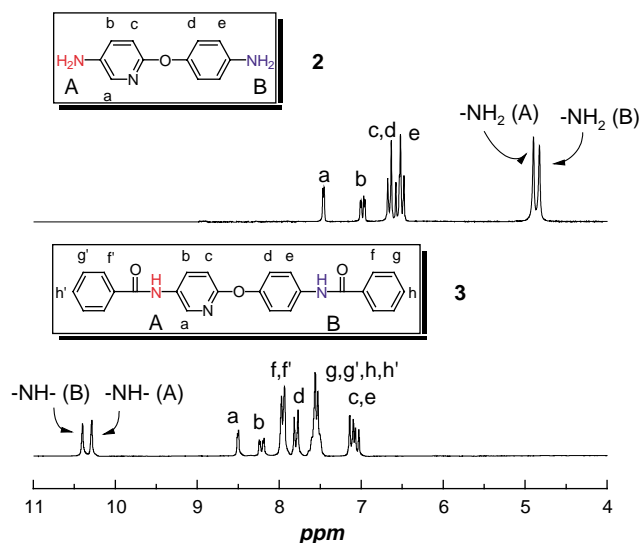 b c d e
H₂N O NH₂
A N B
a
2
-NH₂ (A) -NH₂ (B)
a b c,d e
g' f' b c d e f g
h' O H N N O H N O h
A a B
3
-NH- (B) -NH- (A)
a b f,f' d g,g',h,h'
c,e
11 10 9 8 7 6 5 4
ppm